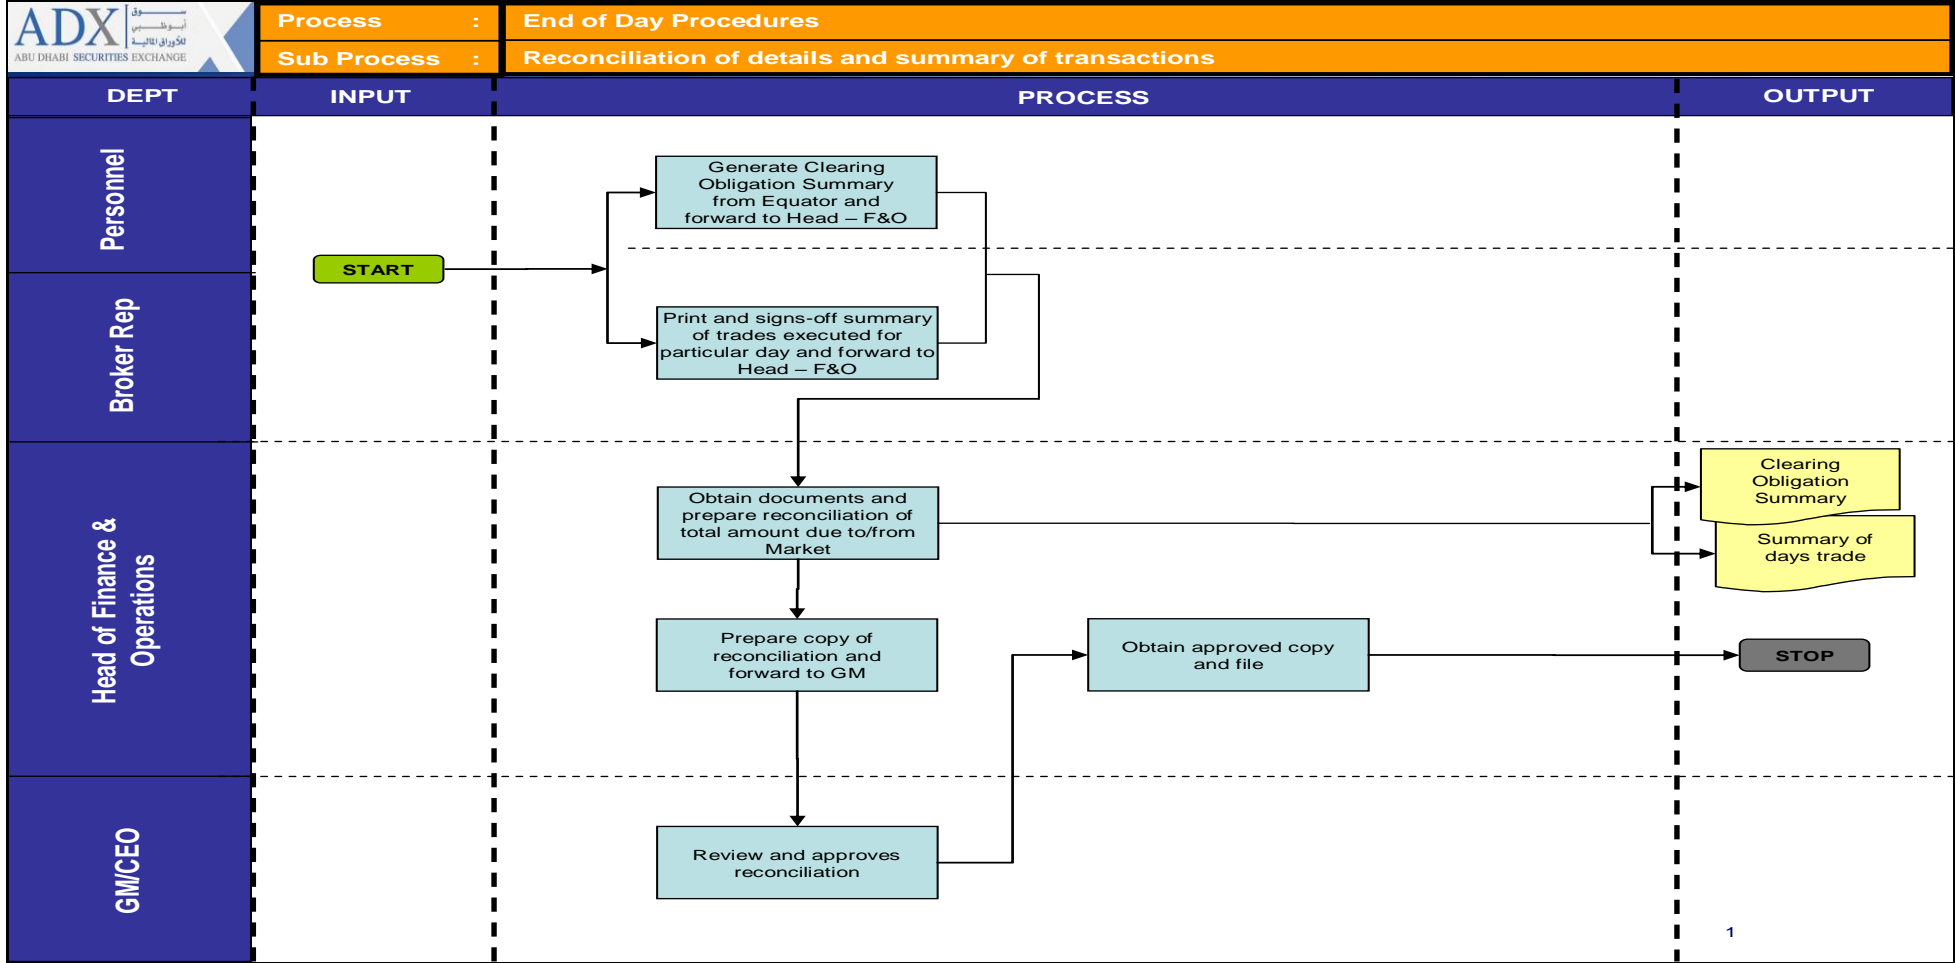 ADX
سوق
أبوظبي
للأوراق المالية
ABU DHABI SECURITIES EXCHANGE
Process :
End of Day Procedures
Sub Process :
Reconciliation of details and summary of transactions
DEPT
INPUT
PROCESS
OUTPUT
Personnel
Generate Clearing
Obligation Summary
from Equator and
forward to Head – F&O
START
Broker Rep
Print and signs-off summary
of trades executed for
particular day and forward to
Head – F&O
Head of Finance &
Operations
Obtain documents and
prepare reconciliation of
total amount due to/from
Market
Clearing
Obligation
Summary
Summary of
days trade
Prepare copy of
reconciliation and
forward to GM
Obtain approved copy
and file
STOP
GM/CEO
Review and approves
reconciliation
1